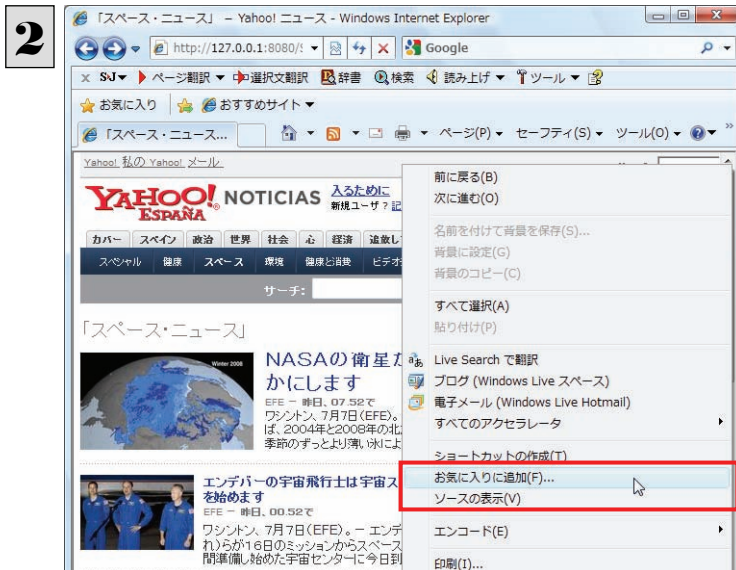 2
「スペース・ニュース」 - Yahoo! ニュース - Windows Internet Explorer
http://127.0.0.1:8080/
Google
ページ翻訳 選択文翻訳 辞書 検索 読み上げ ツール
お気に入り おすすめサイト
「スペース・ニュース...
ページ(P) セーフティ(S) ツール(O)
Yahoo! 私の Yahoo! メール
YAHOO! ESPAÑA NOTICIAS
入るために
新規ユーザ?
カバー スペイン 政治 世界 社会 心 経済
スペシャル 健康 スペース 環境 健康と消費 ビデオ
サーチ:
「スペース・ニュース」
Winter 2008
NASAの衛星
かにします
EFE - 昨日、07.52で
ワシントン、7月7日(EFE)。
ば、2004年と2008年の北
季節のずっとより薄い氷によ
エンデバーの宇宙飛行士は宇宙ス
を始めます
EFE - 昨日、00.52で
ワシントン、7月7日(EFE)。- エンデ
れ)らが16日のミッションからスペース
間準備し始めた宇宙センターに今日到
前に戻る(B)
次に進む(O)
名前を付けて背景を保存(S)...
背景に設定(G)
背景のコピー(C)
すべて選択(A)
貼り付け(P)
Live Search で翻訳
ブログ (Windows Live スペース)
電子メール (Windows Live Hotmail)
すべてのアクセラレータ
ショートカットの作成(T)
お気に入りに追加(F)...
ソースの表示(V)
エンコード(E)
印刷(I)...